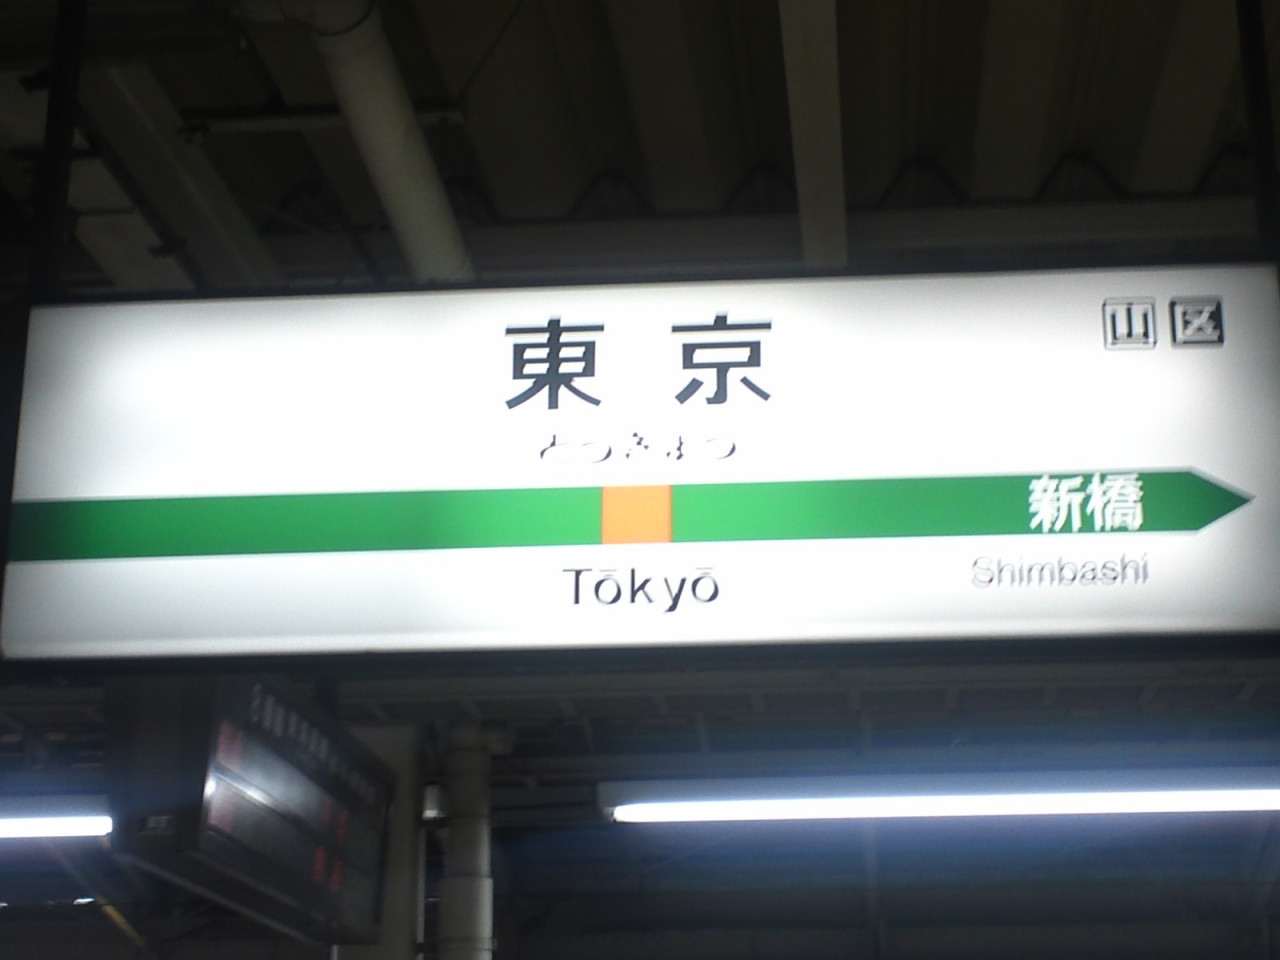 東京
山 区
とうきょう
新橋
Tōkyō
Shimbashi